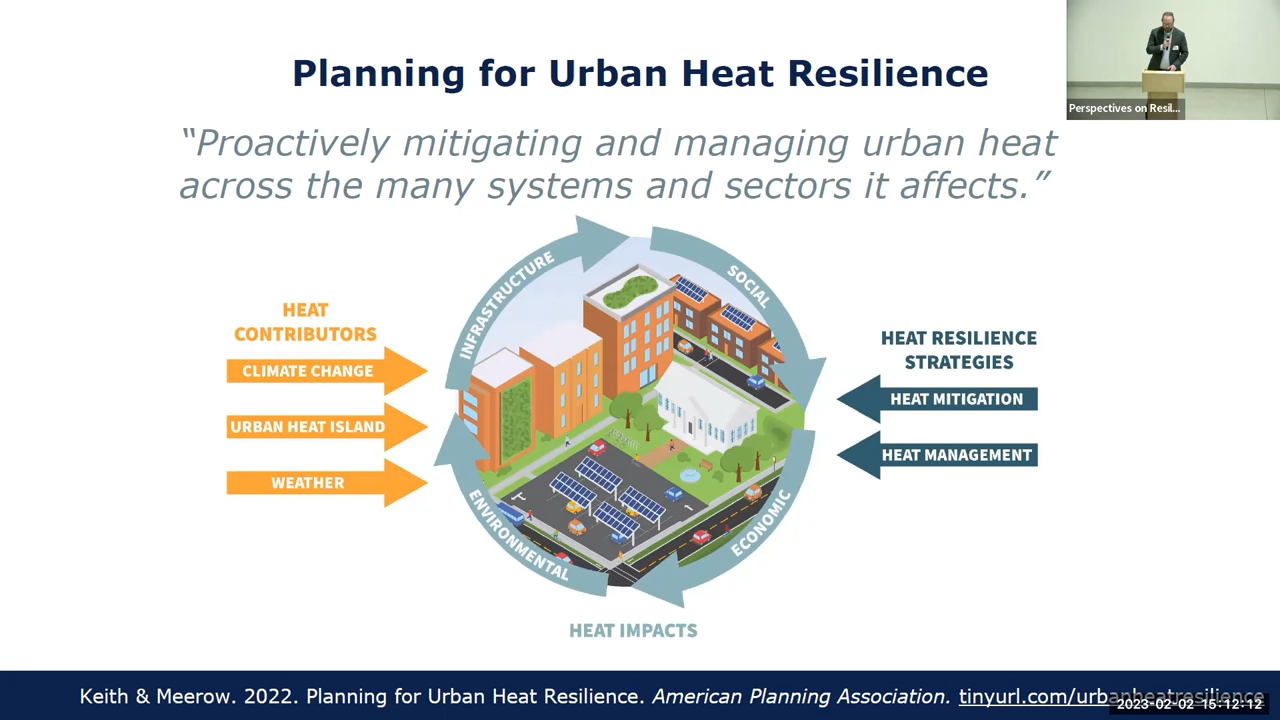 Planning for Urban Heat Resilience
Perspectives on Resil...
“Proactively mitigating and managing urban heat
across the many systems and sectors it affects.”
INFRASTRUCTURE
SOCIAL
HEAT
CONTRIBUTORS
CLIMATE CHANGE
URBAN HEAT ISLAND
WEATHER
HEAT RESILIENCE
STRATEGIES
HEAT MITIGATION
HEAT MANAGEMENT
ENVIRONMENTAL
ECONOMIC
HEAT IMPACTS
Keith & Meerow. 2022. Planning for Urban Heat Resilience. American Planning Association. tinyurl.com/urbanheatresilience
2023-02-02 15:12:12